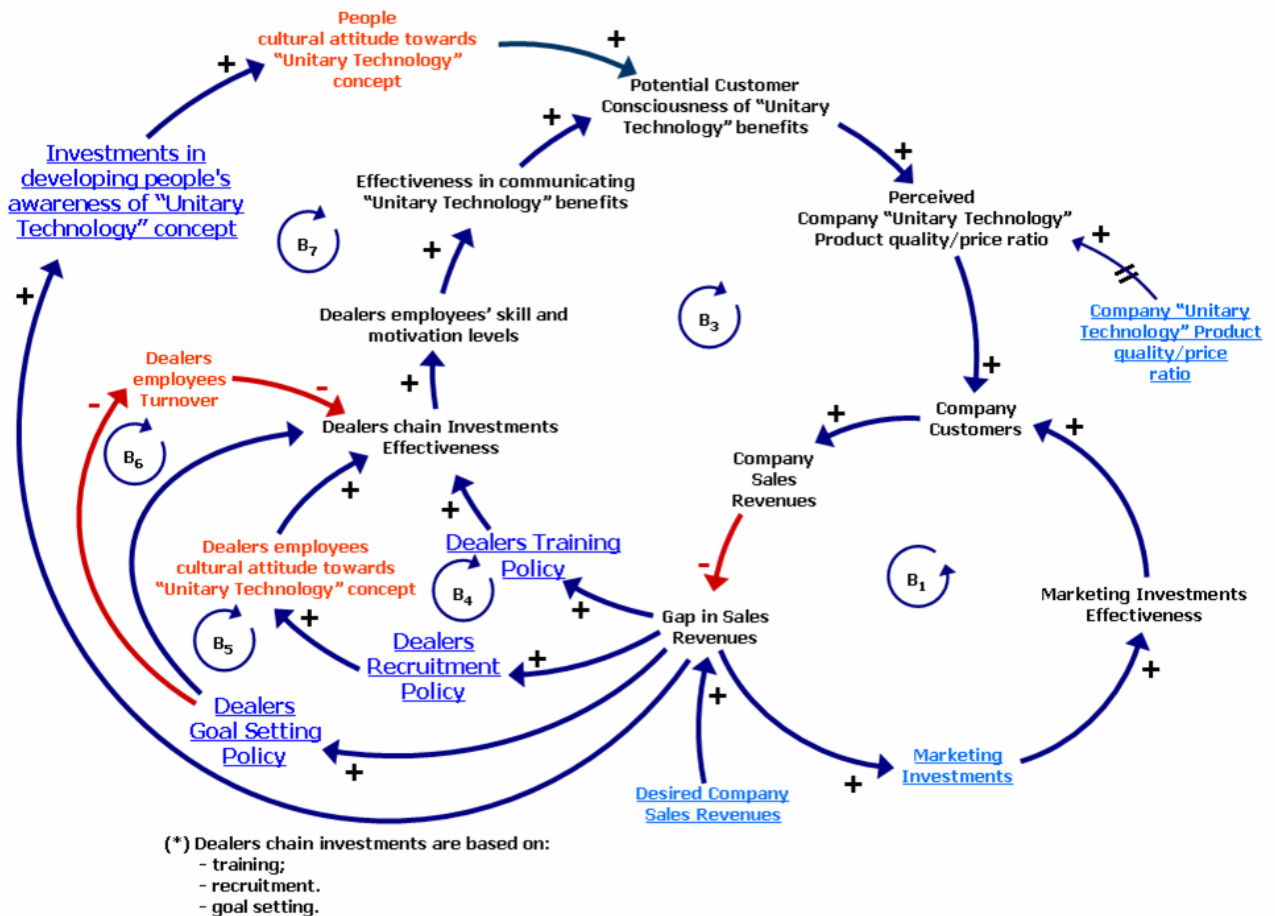 People
cultural attitude towards
“Unitary Technology”
concept
+
+
Potential Customer
Consciousness of “Unitary
Technology” benefits
+
+
Investments in
developing people's
awareness of “Unitary
Technology” concept
Effectiveness in communicating
“Unitary Technology” benefits
B7
+
Perceived
Company “Unitary Technology”
Product quality/price ratio
+
+
+
Dealers employees’ skill and
motivation levels
B3
Company “Unitary
Technology” Product
quality/price
ratio
Dealers
employees
Turnover
-
-
+
+
Dealers chain Investments
Effectiveness
B6
Company
Customers
+
+
Company
Sales
Revenues
+
+
Dealers employees
cultural attitude towards
“Unitary Technology” concept
Dealers Training
Policy
B4
-
B1
+
+
Gap in Sales
Revenues
Marketing Investments
Effectiveness
B5
Dealers
Recruitment
Policy
+
+
+
Dealers
Goal Setting
Policy
+
+
Marketing
Investments
Desired Company
Sales Revenues
(*) Dealers chain investments are based on:
- training;
- recruitment.
- goal setting.